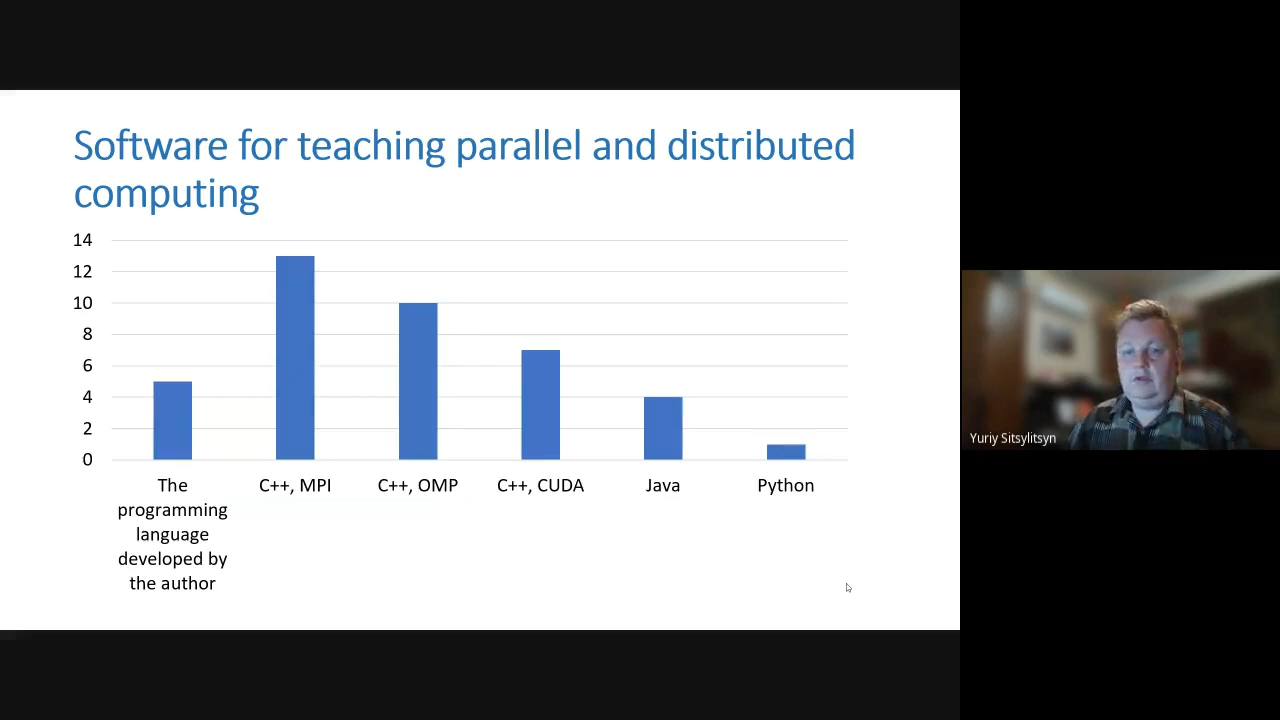 Software for teaching parallel and distributed
computing
14
12
10
8
6
4
2
0
The
programming
language
developed by
the author
C++, MPI
C++, OMP
C++, CUDA
Java
Python
Yuriy Sitsylitsyn